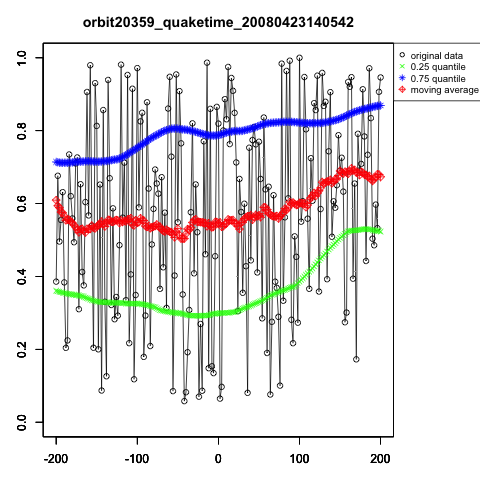 orbit20359_quaketime_20080423140542
original data
0.25 quantile
0.75 quantile
moving average
1.0
0.8
0.6
0.4
0.2
0.0
-200 -100 0 100 200